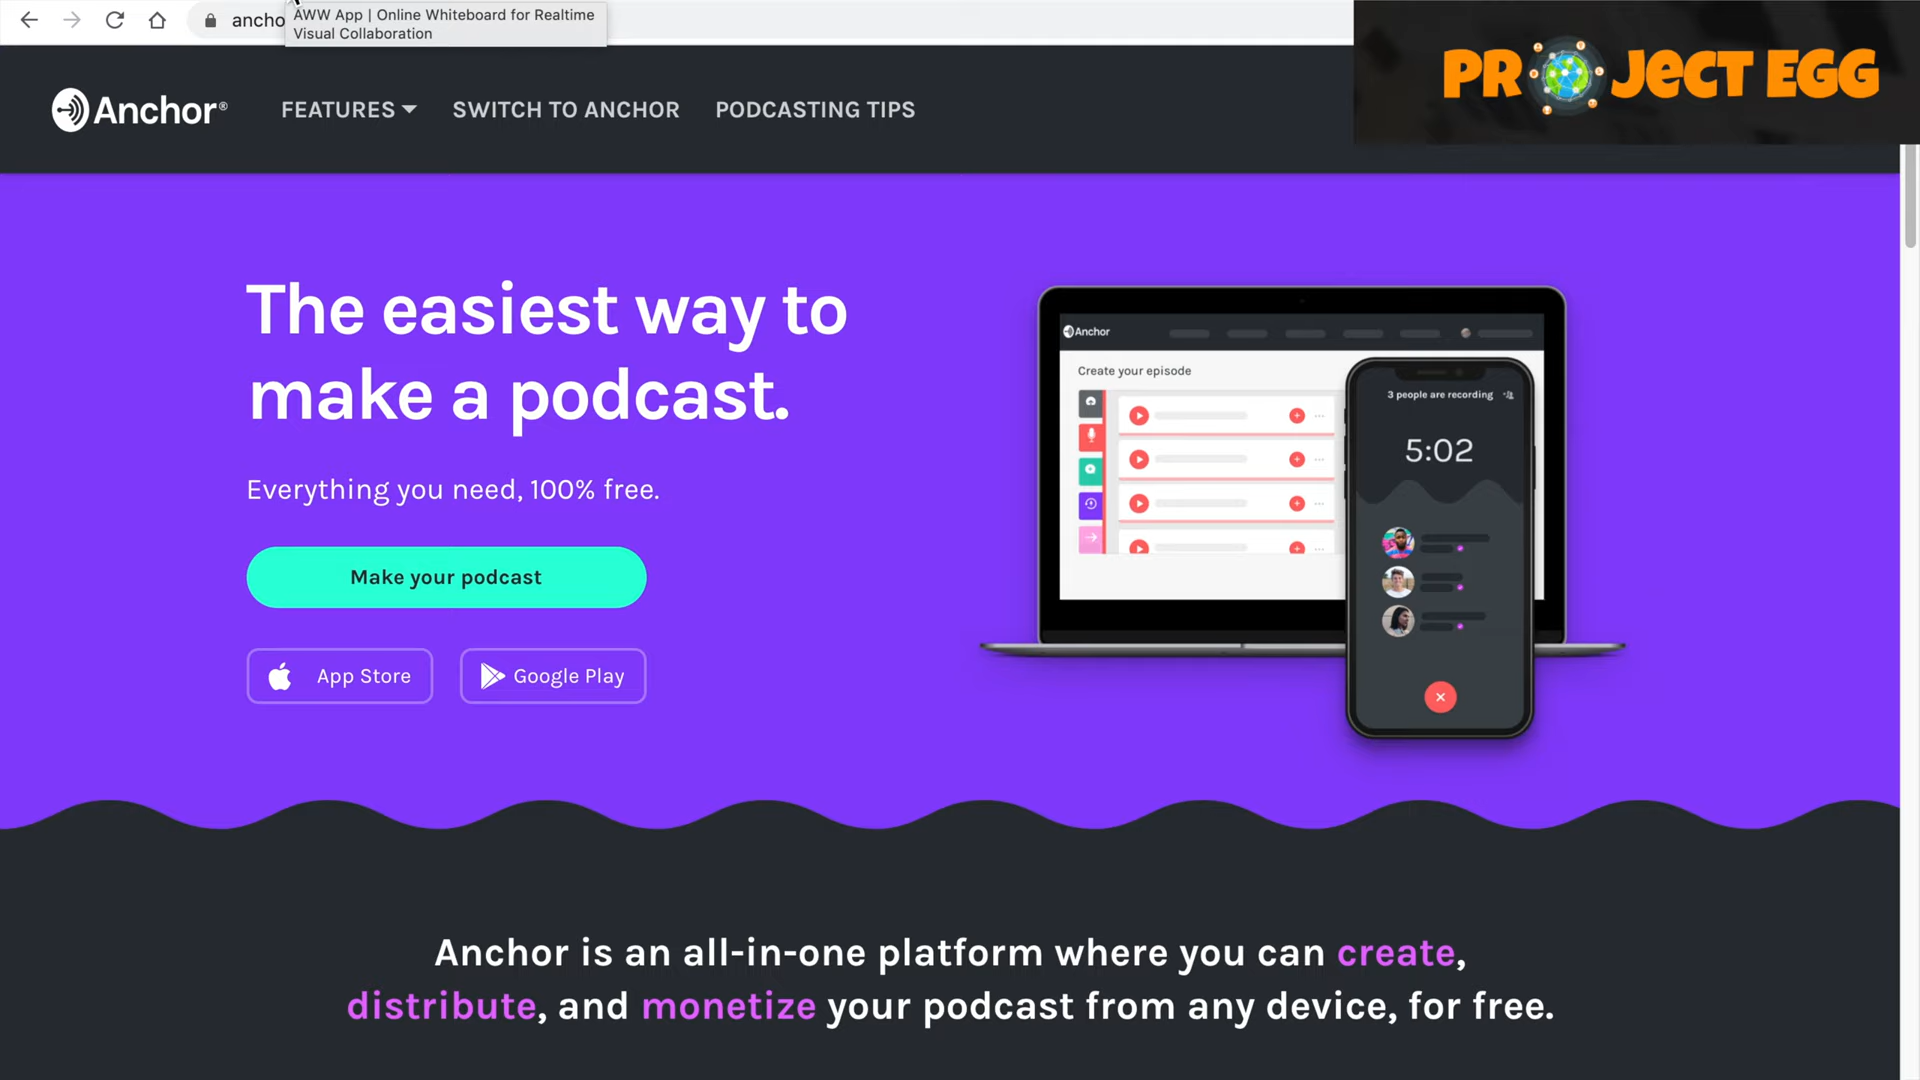 ancho
AWW App | Online Whiteboard for Realtime
Visual Collaboration
PROJECT EGG
Anchor®
FEATURES
SWITCH TO ANCHOR
PODCASTING TIPS
The easiest way to
make a podcast.
Everything you need, 100% free.
Make your podcast
App Store
Google Play
Anchor
Create your episode
3 people are recording
5:02
Anchor is an all-in-one platform where you can create,
distribute, and monetize your podcast from any device, for free.